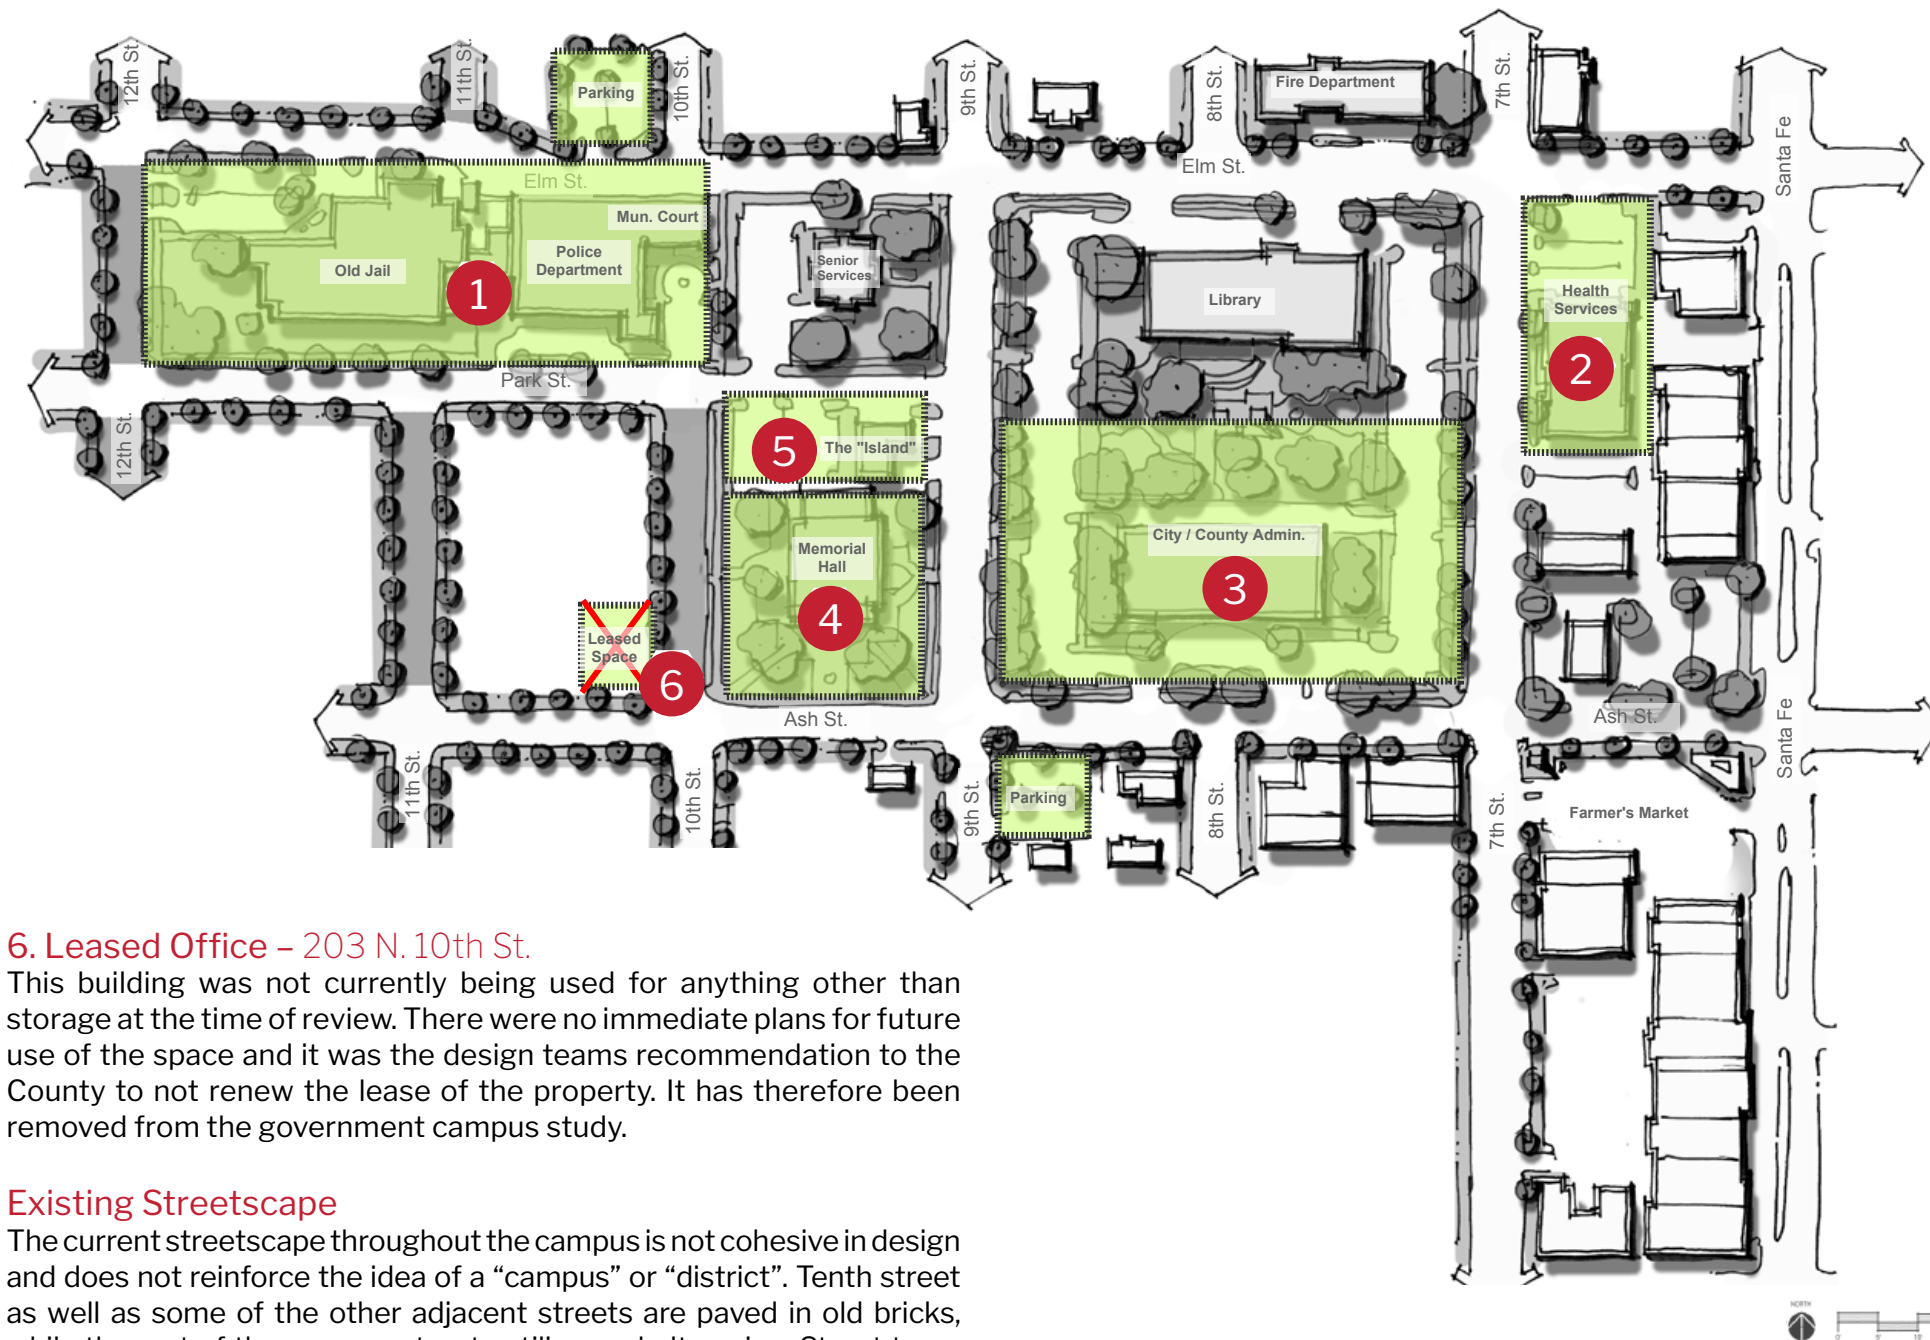 12th St.
11th St.
Parking
10th St.
9th St.
8th St.
Fire Department
7th St.
Santa Fe
Elm St.
Elm St.
Mun. Court
Police
Department
Old Jail
1
Senior
Services
Library
Health
Services
2
Park St.
12th St.
5
The "Island"
Memorial
Hall
4
City / County Admin.
3
Leased
Space
6
Ash St.
Ash St.
Santa Fe
11th St.
10th St.
9th St.
Parking
8th St.
7th St.
Farmer's Market
6. Leased Office – 203 N. 10th St.
This building was not currently being used for anything other than
storage at the time of review. There were no immediate plans for future
use of the space and it was the design teams recommendation to the
County to not renew the lease of the property. It has therefore been
removed from the government campus study.
Existing Streetscape
The current streetscape throughout the campus is not cohesive in design
and does not reinforce the idea of a “campus” or “district”. Tenth street
as well as some of the other adjacent streets are paved in old bricks,
NORTH